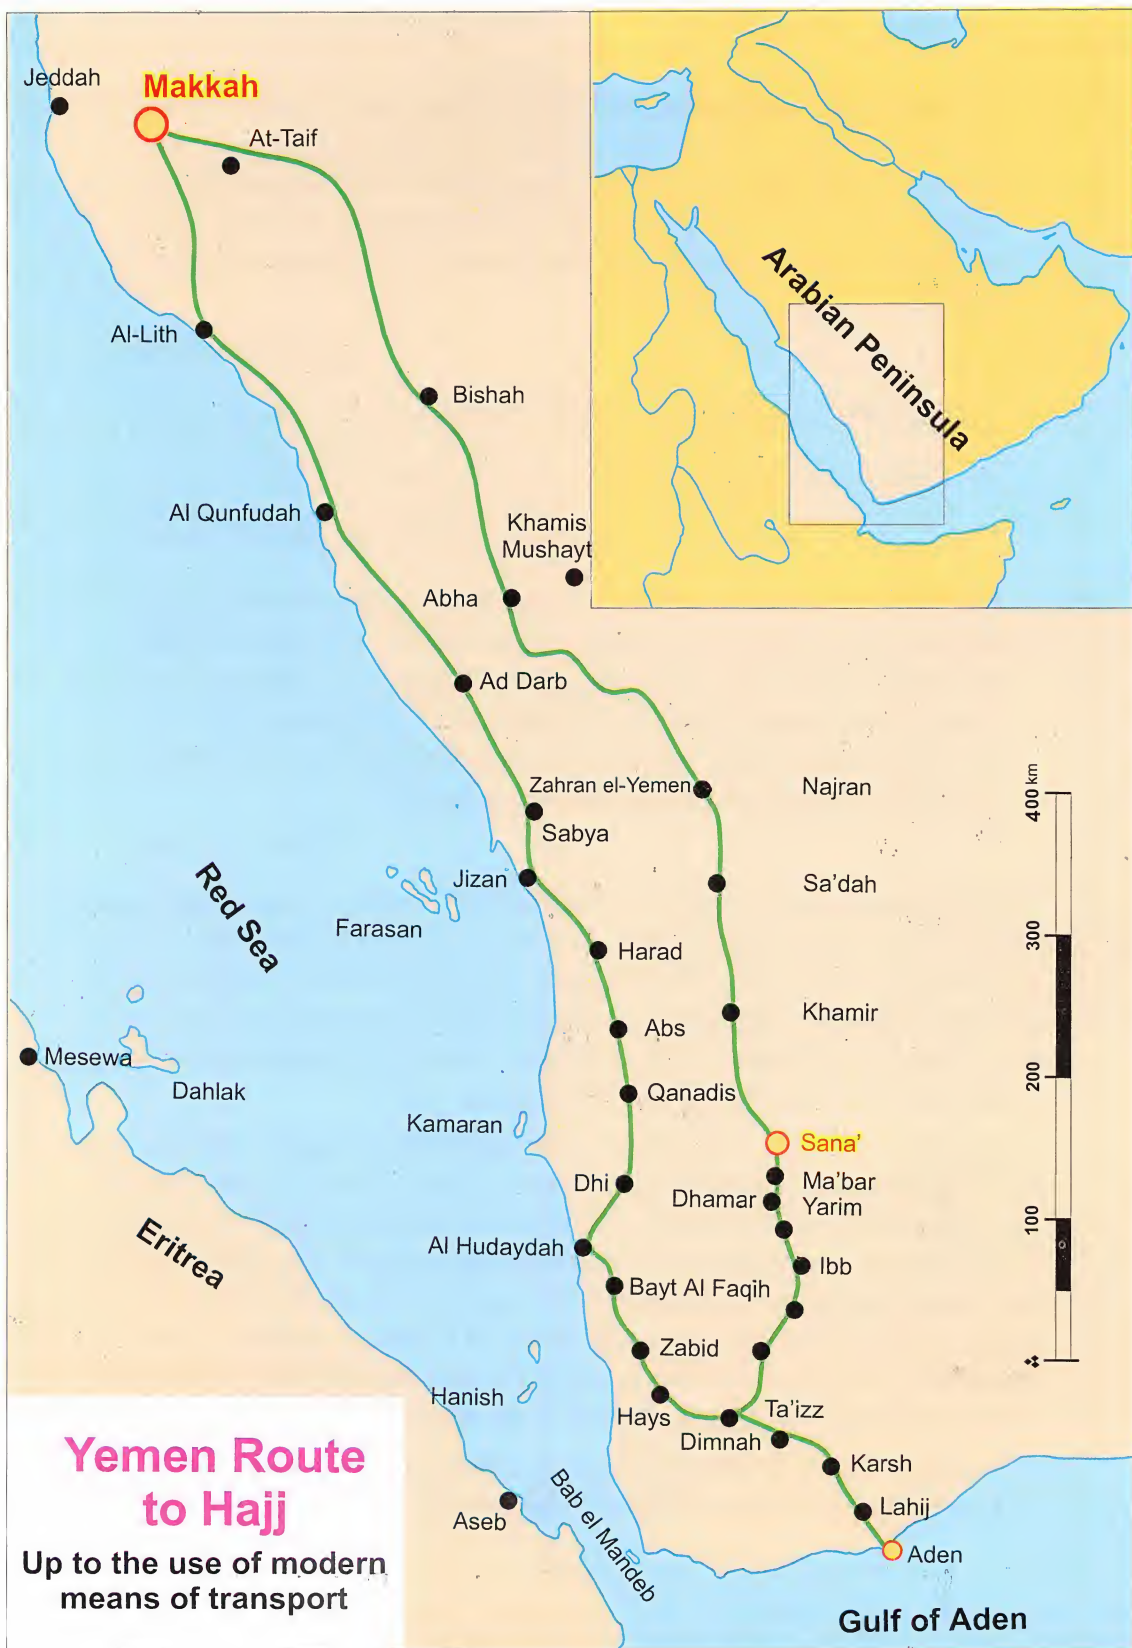 Jeddah
Makkah
At-Taif
Al-Lith
Bishah
Al Qunfudah
Khamis
Mushayt
Abha
Ad Darb
Zahran el-Yemen
Najran
Sabya
Jizan
Sa'dah
Farasan
Harad
Khamir
Abs
Mesewa
Dahlak
Qanadis
Kamaran
Sana'
Dhi
Ma'bar
Dhamar
Yarim
Al Hudaydah
Ibb
Bayt Al Faqih
Zabid
Hanish
Hays
Ta'izz
Dimnah
Karsh
Lahij
Aseb
Aden
Red Sea
Eritrea
Bab el Mandeb
Gulf of Aden
Arabian Peninsula
400 km
300
200
100
Yemen Route
to Hajj
Up to the use of modern
means of transport